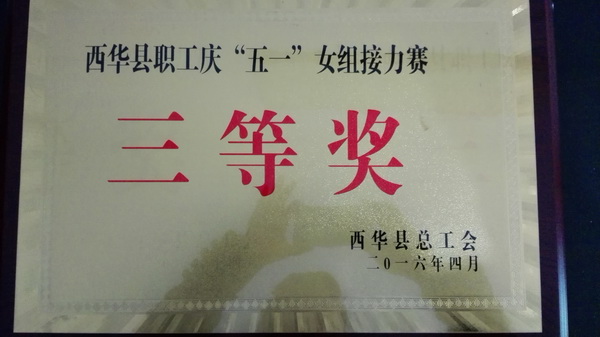 西华县职工庆“五一”女组接力赛
三等奖
西华县总工会
二〇一六年四月